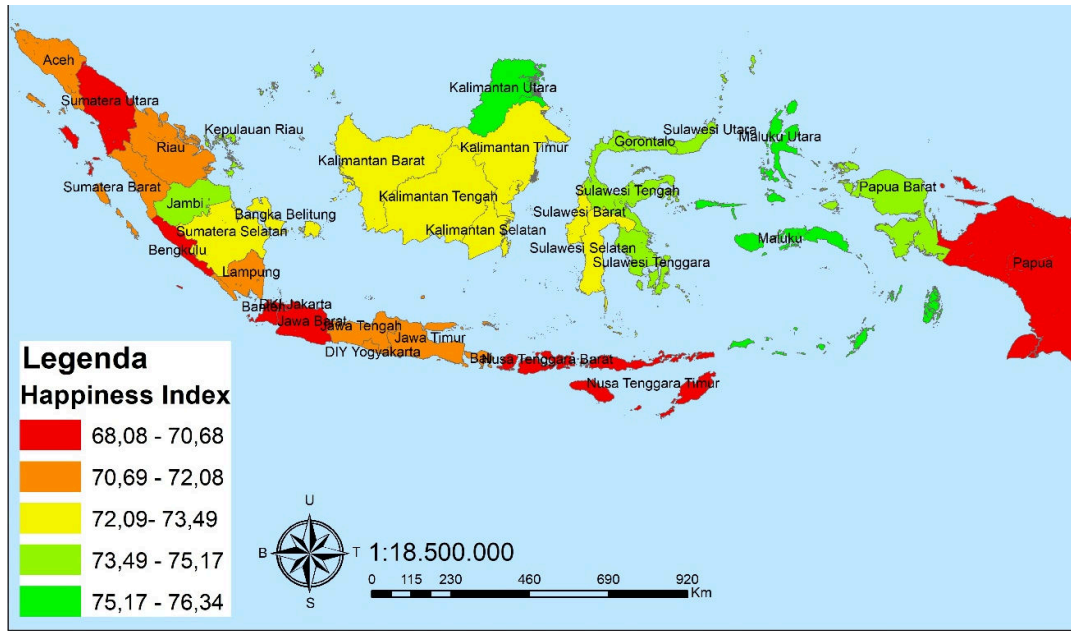 Aceh
Sumatera Utara
Riau
Kepulauan Riau
Sumatera Barat
Jambi
Bangka Belitung
Sumatera Selatan
Bengkulu
Lampung
Banten
DKI Jakarta
Jawa Barat
Jawa Tengah
Jawa Timur
DIY Yogyakarta
Bali
Nusa Tenggara Barat
Nusa Tenggara Timur
Kalimantan Utara
Kalimantan Barat
Kalimantan Timur
Kalimantan Tengah
Kalimantan Selatan
Gorontalo
Sulawesi Utara
Sulawesi Tengah
Sulawesi Barat
Sulawesi Selatan
Sulawesi Tenggara
Maluku Utara
Maluku
Papua Barat
Papua
Legenda
Happiness Index
68,08 - 70,68
70,69 - 72,08
72,09- 73,49
73,49 - 75,17
75,17 - 76,34
U
B
T
S
1:18.500.000
0 115 230 460 690 920
Km